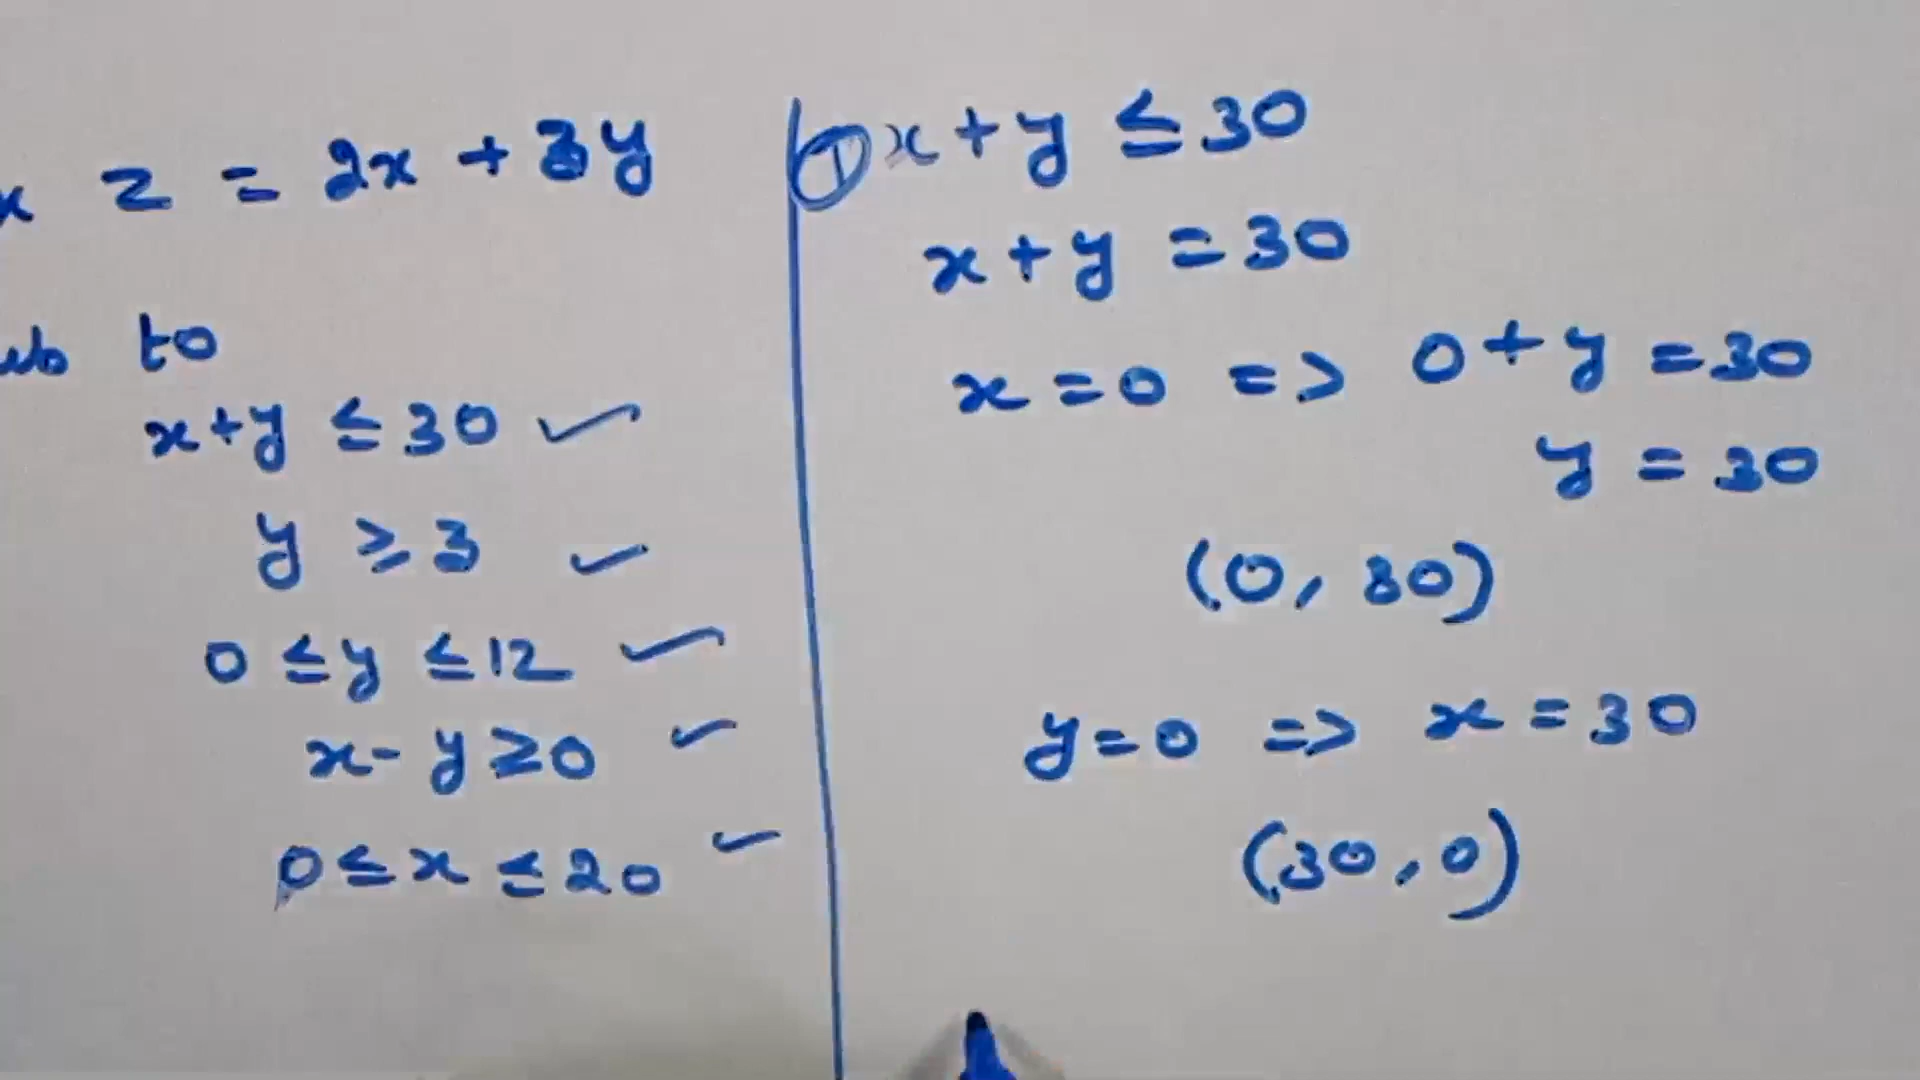 z = 2x + 3y
to
x+y ≤ 30 ✓
y ≥ 3 ✓
0 ≤ y ≤ 12 ✓
x - y ≥ 0 ✓
0 ≤ x ≤ 20 ✓
① x + y ≤ 30
x + y = 30
x = 0 => 0 + y = 30
y = 30
(0, 30)
y = 0 => x = 30
(30, 0)